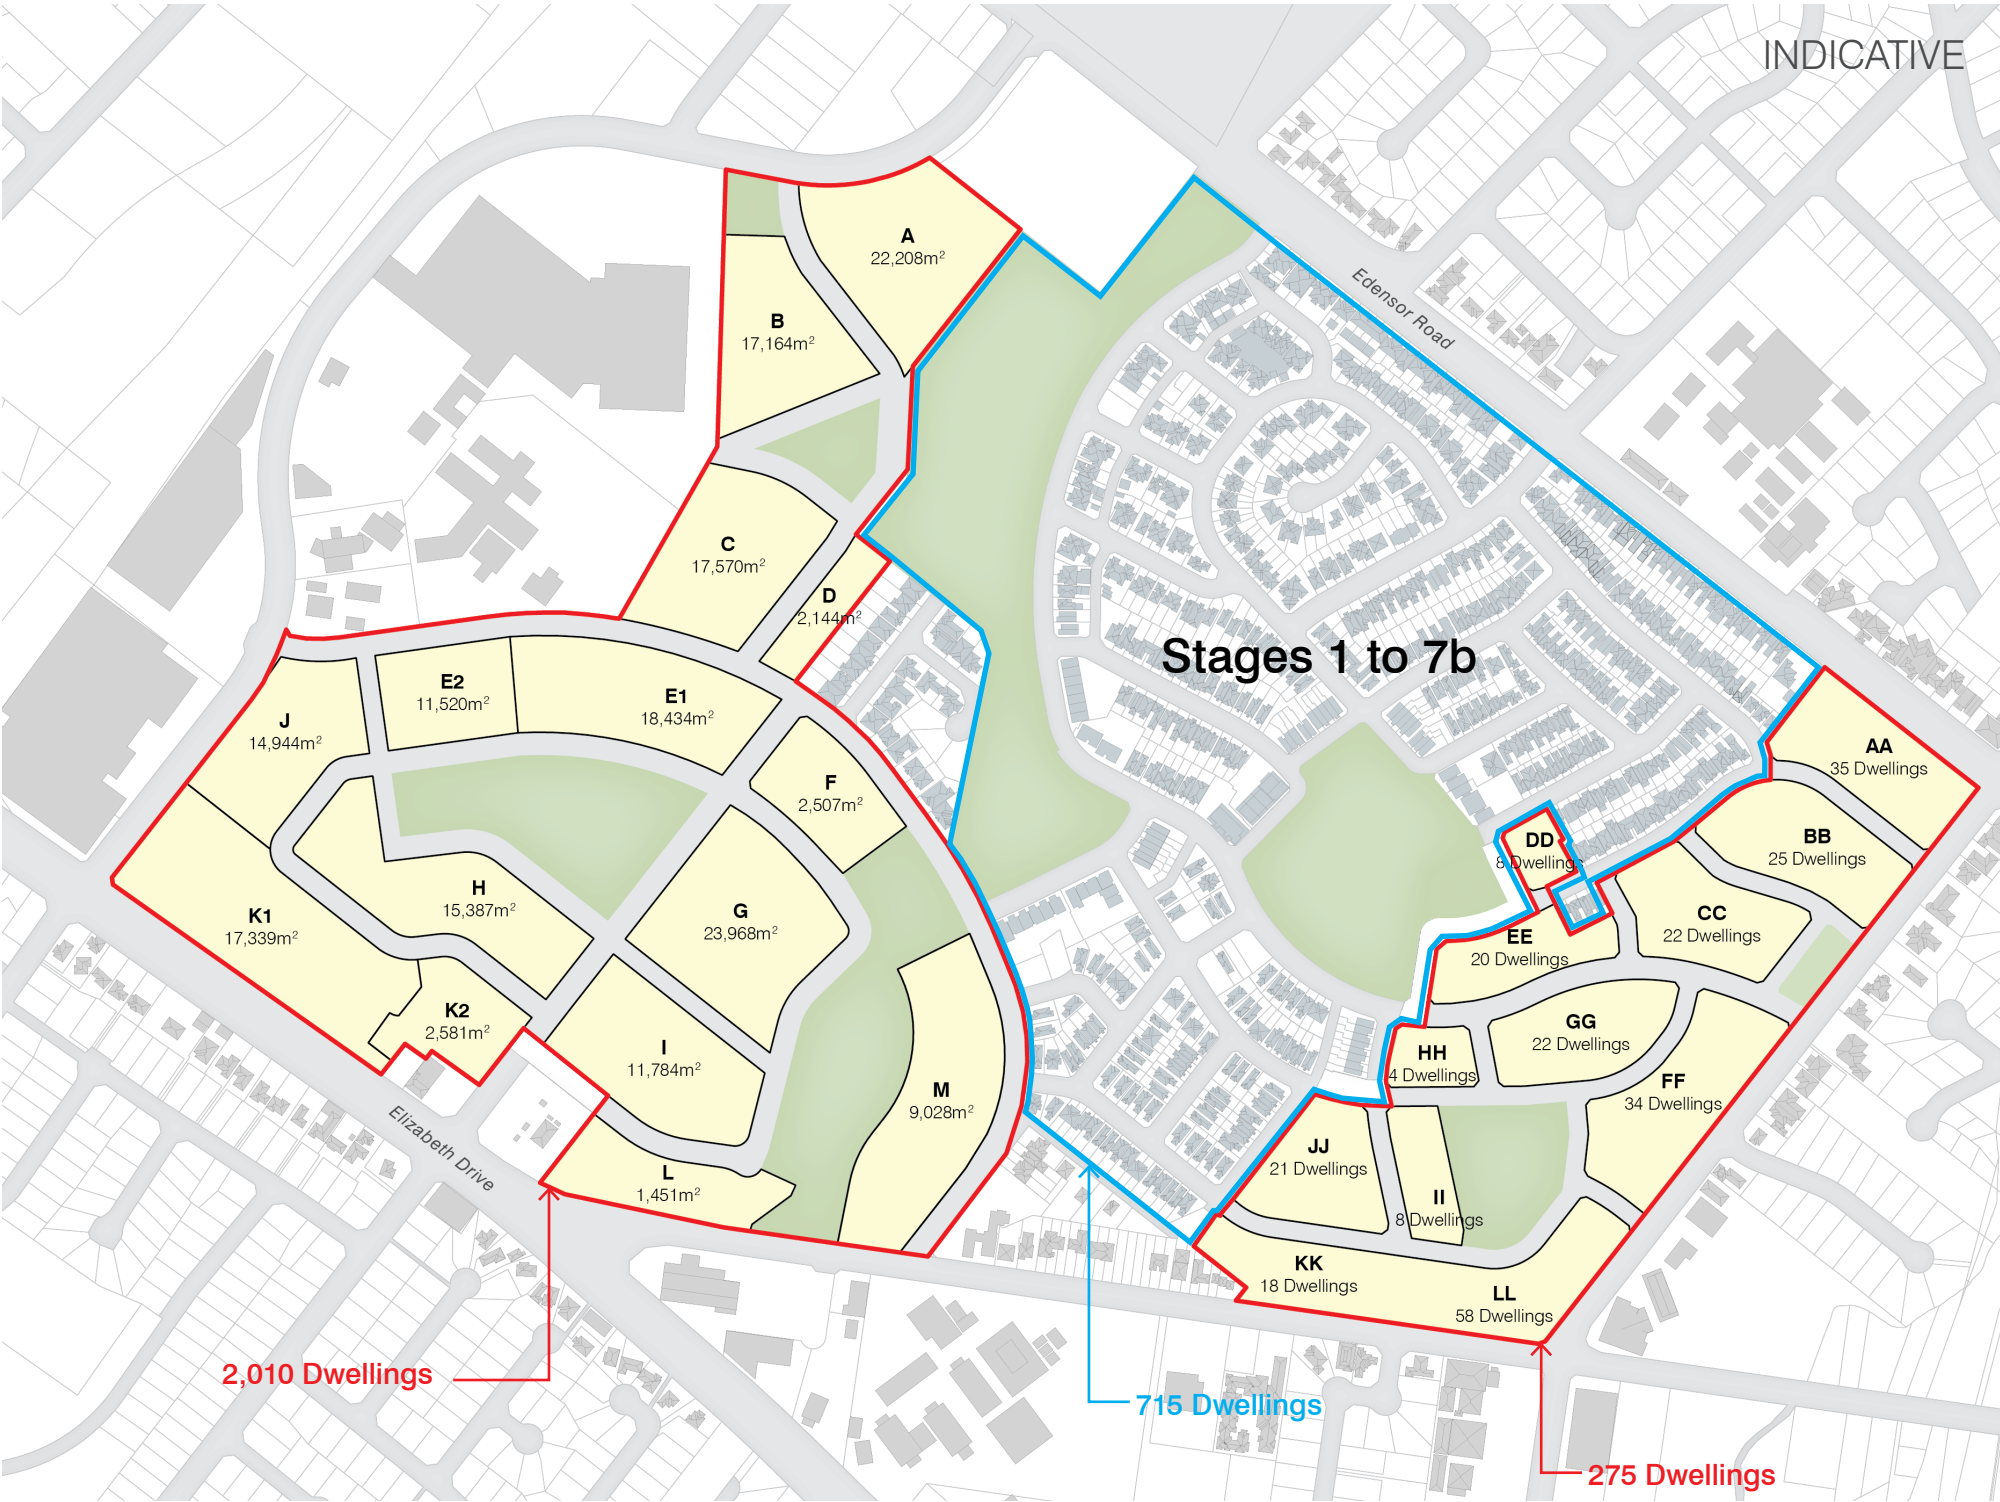 INDICATIVE
A
22,208m²
Edensor Road
B
17,164m²
C
17,570m²
D
2,144m²
Stages 1 to 7b
E2
11,520m²
E1
18,434m²
J
14,944m²
F
2,507m²
AA
35 Dwellings
BB
25 Dwellings
DD
8 Dwellings
H
15,387m²
G
23,968m²
K1
17,339m²
CC
22 Dwellings
EE
20 Dwellings
K2
2,581m²
GG
22 Dwellings
I
11,784m²
HH
4 Dwellings
M
9,028m²
FF
34 Dwellings
Elizabeth Drive
JJ
21 Dwellings
L
1,451m²
II
8 Dwellings
KK
18 Dwellings
LL
58 Dwellings
2,010 Dwellings
715 Dwellings
275 Dwellings